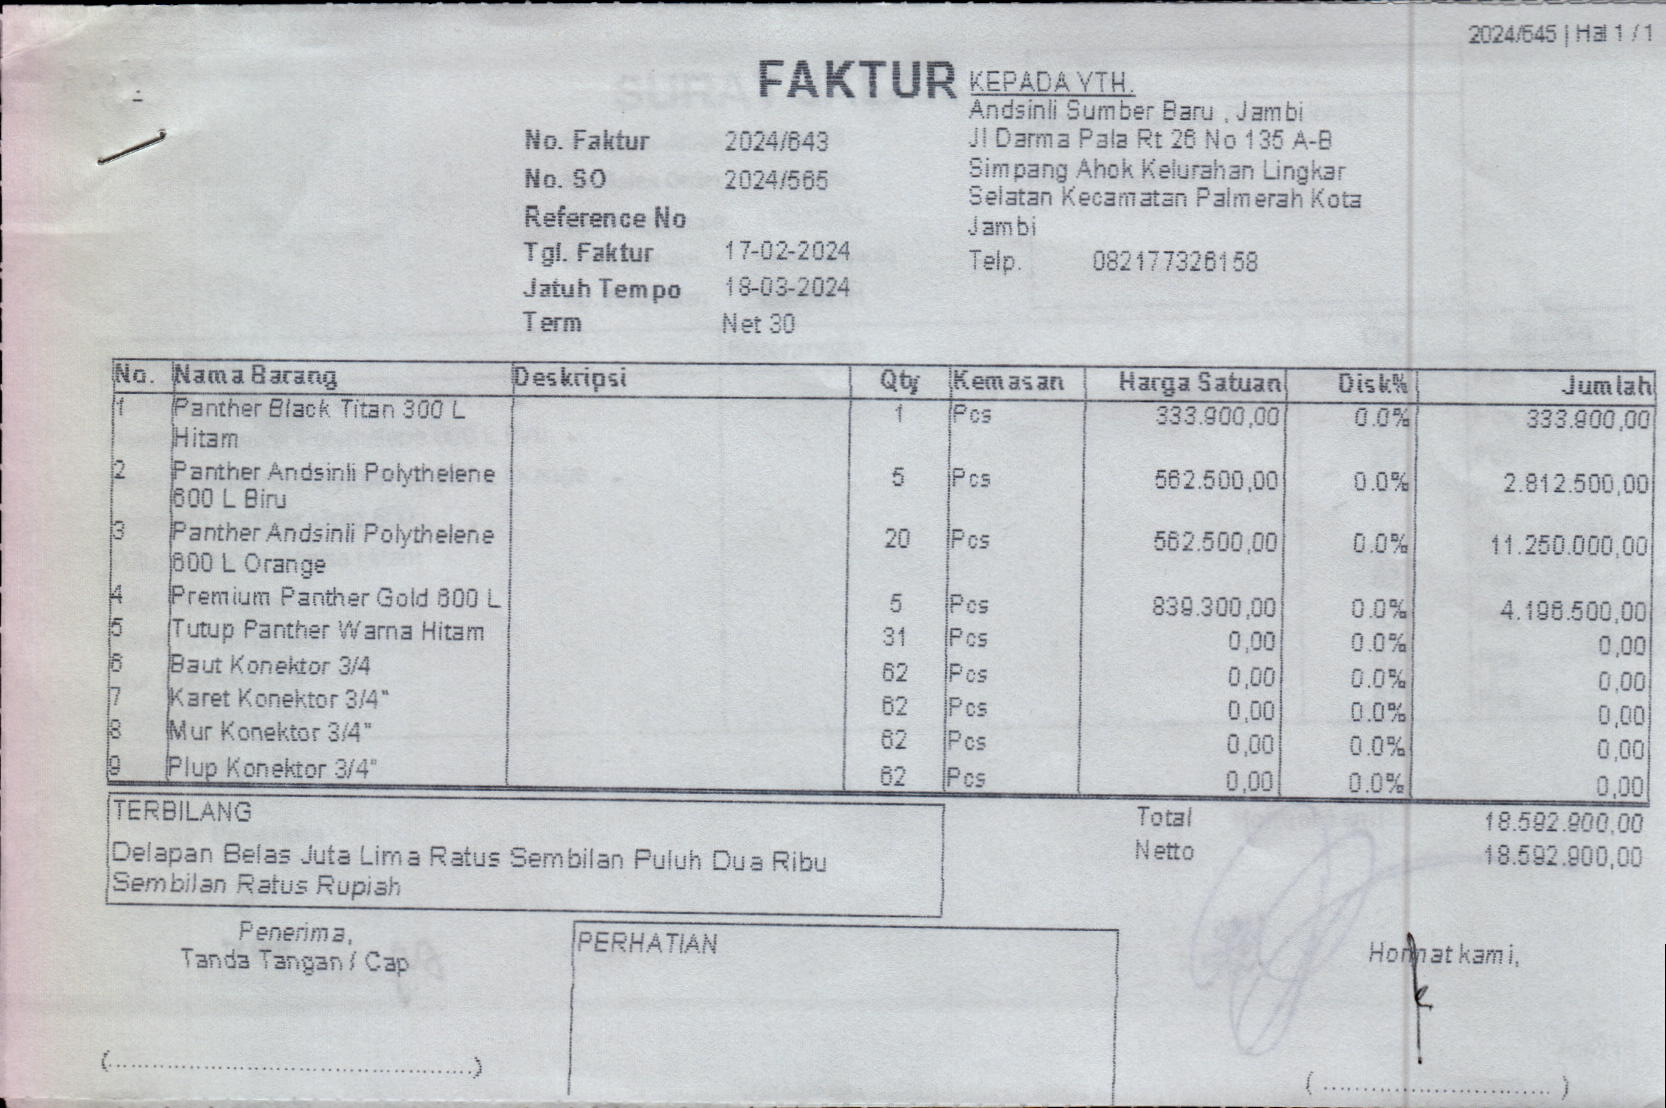 2024/645 | Hal 1 / 1
FAKTUR
KEPADA YTH.
Andsinli Sumber Baru , Jambi
Jl Darma Pala Rt 26 No 135 A-B
Simpang Ahok Kelurahan Lingkar
Selatan Kecamatan Palmerah Kota
Jambi
Telp. 082177326158
No. Faktur 2024/643
No. SO 2024/565
Reference No
Tgl. Faktur 17-02-2024
Jatuh Tempo 18-03-2024
Term Net 30
No. Nama Barang Deskripsi Qty Kemasan Harga Satuan Disk% Jumlah
1 Panther Black Titan 300 L 1 Pcs 333.900,00 0.0% 333.900,00
Hitam
2 Panther Andsinli Polythelene 5 Pcs 562.500,00 0.0% 2.812.500,00
600 L Biru
3 Panther Andsinli Polythelene 20 Pcs 562.500,00 0.0% 11.250.000,00
600 L Orange
4 Premium Panther Gold 600 L 5 Pcs 839.300,00 0.0% 4.196.500,00
5 Tutup Panther Warna Hitam 31 Pcs 0,00 0.0% 0,00
6 Baut Konektor 3/4 62 Pcs 0,00 0.0% 0,00
7 Karet Konektor 3/4" 62 Pcs 0,00 0.0% 0,00
8 Mur Konektor 3/4" 62 Pcs 0,00 0.0% 0,00
9 Plup Konektor 3/4" 62 Pcs 0,00 0.0% 0,00
TERBILANG
Delapan Belas Juta Lima Ratus Sembilan Puluh Dua Ribu
Sembilan Ratus Rupiah
Total 18.592.900,00
Netto 18.592.900,00
Penerima,
Tanda Tangan / Cap
PERHATIAN
Hormat kami,
(................................................)
( ............................. )